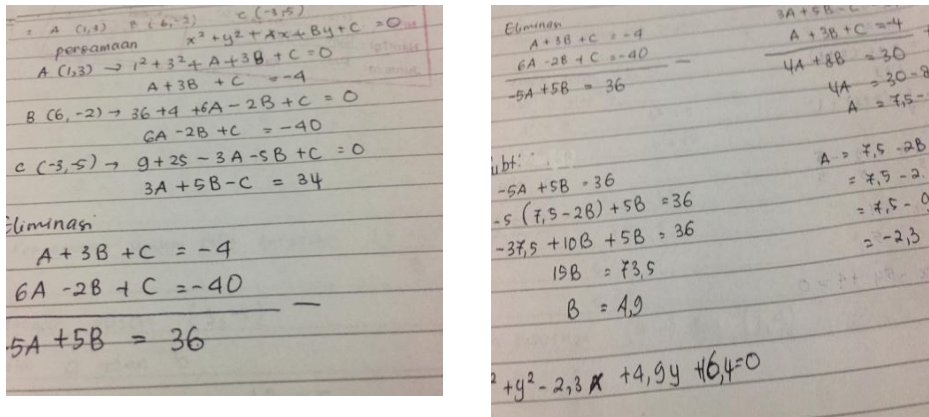 A (1,3) B (6,-2) C (-3,-5)
persamaan x² + y² + Ax + By + C = 0
A (1,3) → 1² + 3² + A + 3B + C = 0
A + 3B + C = -4
B (6,-2) → 36 + 4 + 6A - 2B + C = 0
6A - 2B + C = -40
C (-3,-5) → 9 + 25 - 3A - 5B + C = 0
3A + 5B - C = 34
Eliminasi
A + 3B + C = -4
6A - 2B + C = -40 —
-5A + 5B = 36
Eliminasi
A + 3B + C = -4
6A - 2B + C = -40 —
-5A + 5B = 36
3A + 5B - C
A + 3B + C = -4
4A + 8B = 30
4A = 30 - 8
A = 7,5 -
ubt:
-5A + 5B = 36
-5 (7,5 - 2B) + 5B = 36
-37,5 + 10B + 5B = 36
15B = 73,5
B = 4,9
A = 7,5 - 2B
= 7,5 - 2.
= 7,5 - 9
= -2,3
² + y² - 2,3 x + 4,9y + 6,4 = 0